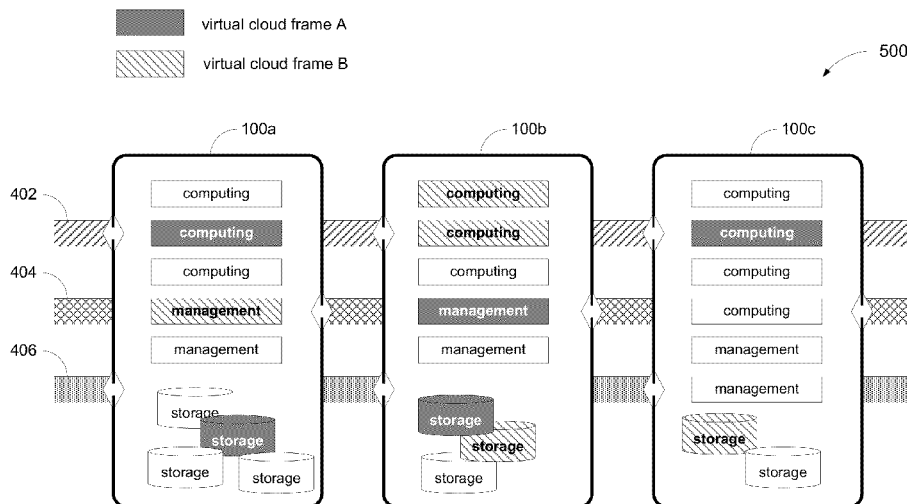 virtual cloud frame A
virtual cloud frame B
500
100a
100b
100c
402
404
406
computing
computing
computing
management
management
storage
storage
storage
storage
computing
computing
computing
management
management
storage
storage
storage
computing
computing
computing
computing
management
management
storage
storage